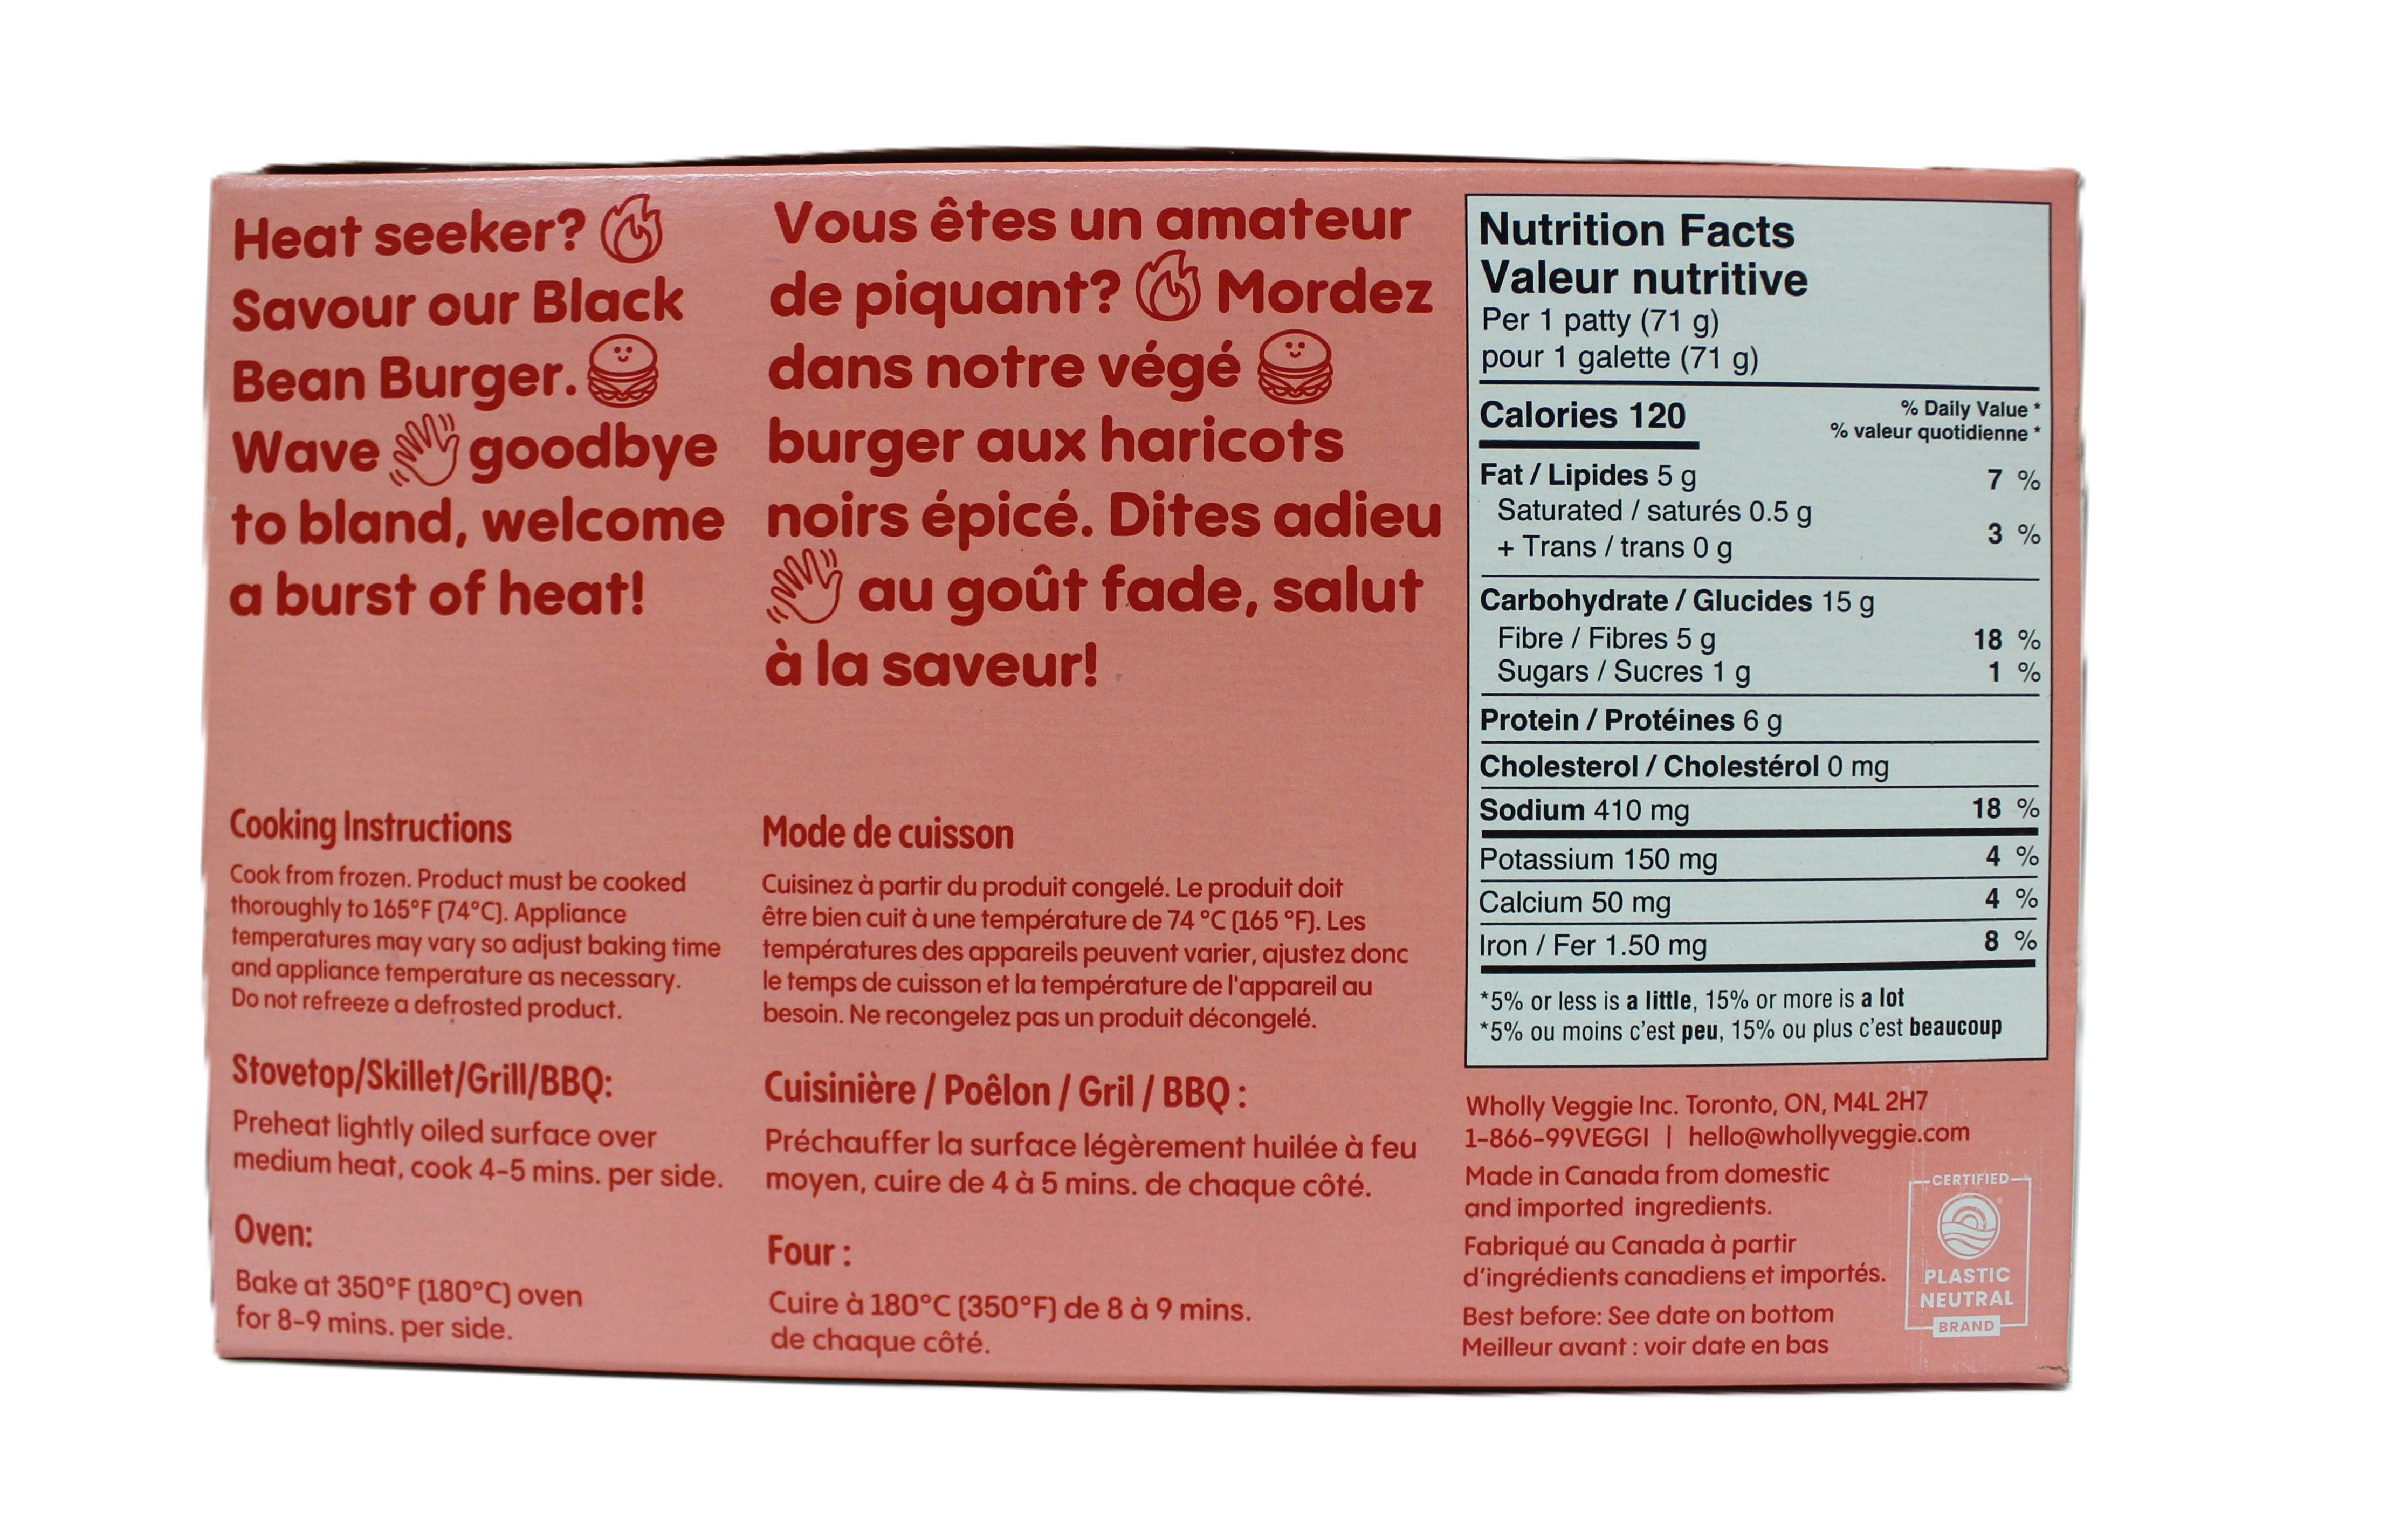 Heat seeker?
Savour our Black
Bean Burger.
Wave goodbye
to bland, welcome
a burst of heat!
Cooking Instructions
Cook from frozen. Product must be cooked
thoroughly to 165°F (74°C). Appliance
temperatures may vary so adjust baking time
and appliance temperature as necessary.
Do not refreeze a defrosted product.
Stovetop/Skillet/Grill/BBQ:
Preheat lightly oiled surface over
medium heat, cook 4-5 mins. per side.
Oven:
Bake at 350°F (180°C) oven
for 8-9 mins. per side.
Vous êtes un amateur
de piquant? Mordez
dans notre végé
burger aux haricots
noirs épicé. Dites adieu
au goût fade, salut
à la saveur!
Mode de cuisson
Cuisinez à partir du produit congelé. Le produit doit
être bien cuit à une température de 74 °C (165 °F). Les
températures des appareils peuvent varier, ajustez donc
le temps de cuisson et la température de l'appareil au
besoin. Ne recongelez pas un produit décongelé.
Cuisinière / Poêlon / Gril / BBQ :
Préchauffer la surface légèrement huilée à feu
moyen, cuire de 4 à 5 mins. de chaque côté.
Four :
Cuire à 180°C (350°F) de 8 à 9 mins.
de chaque côté.
Nutrition Facts
Valeur nutritive
Per 1 patty (71 g)
pour 1 galette (71 g)
Calories 120 % Daily Value *
% valeur quotidienne *
Fat / Lipides 5 g 7 %
Saturated / saturés 0.5 g
+ Trans / trans 0 g 3 %
Carbohydrate / Glucides 15 g
Fibre / Fibres 5 g 18 %
Sugars / Sucres 1 g 1 %
Protein / Protéines 6 g
Cholesterol / Cholestérol 0 mg
Sodium 410 mg 18 %
Potassium 150 mg 4 %
Calcium 50 mg 4 %
Iron / Fer 1.50 mg 8 %
*5% or less is a little, 15% or more is a lot
*5% ou moins c'est peu, 15% ou plus c'est beaucoup
Wholly Veggie Inc. Toronto, ON, M4L 2H7
1-866-99VEGGI | hello@whollyveggie.com
Made in Canada from domestic
and imported ingredients.
Fabriqué au Canada à partir
d'ingrédients canadiens et importés.
Best before: See date on bottom
Meilleur avant : voir date en bas
CERTIFIED
PLASTIC
NEUTRAL
BRAND